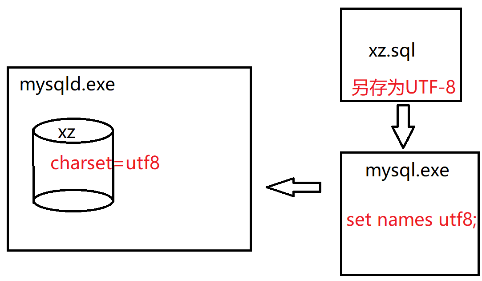 xz.sql
另存为UTF-8
mysqld.exe
xz
charset=utf8
mysql.exe
set names utf8;